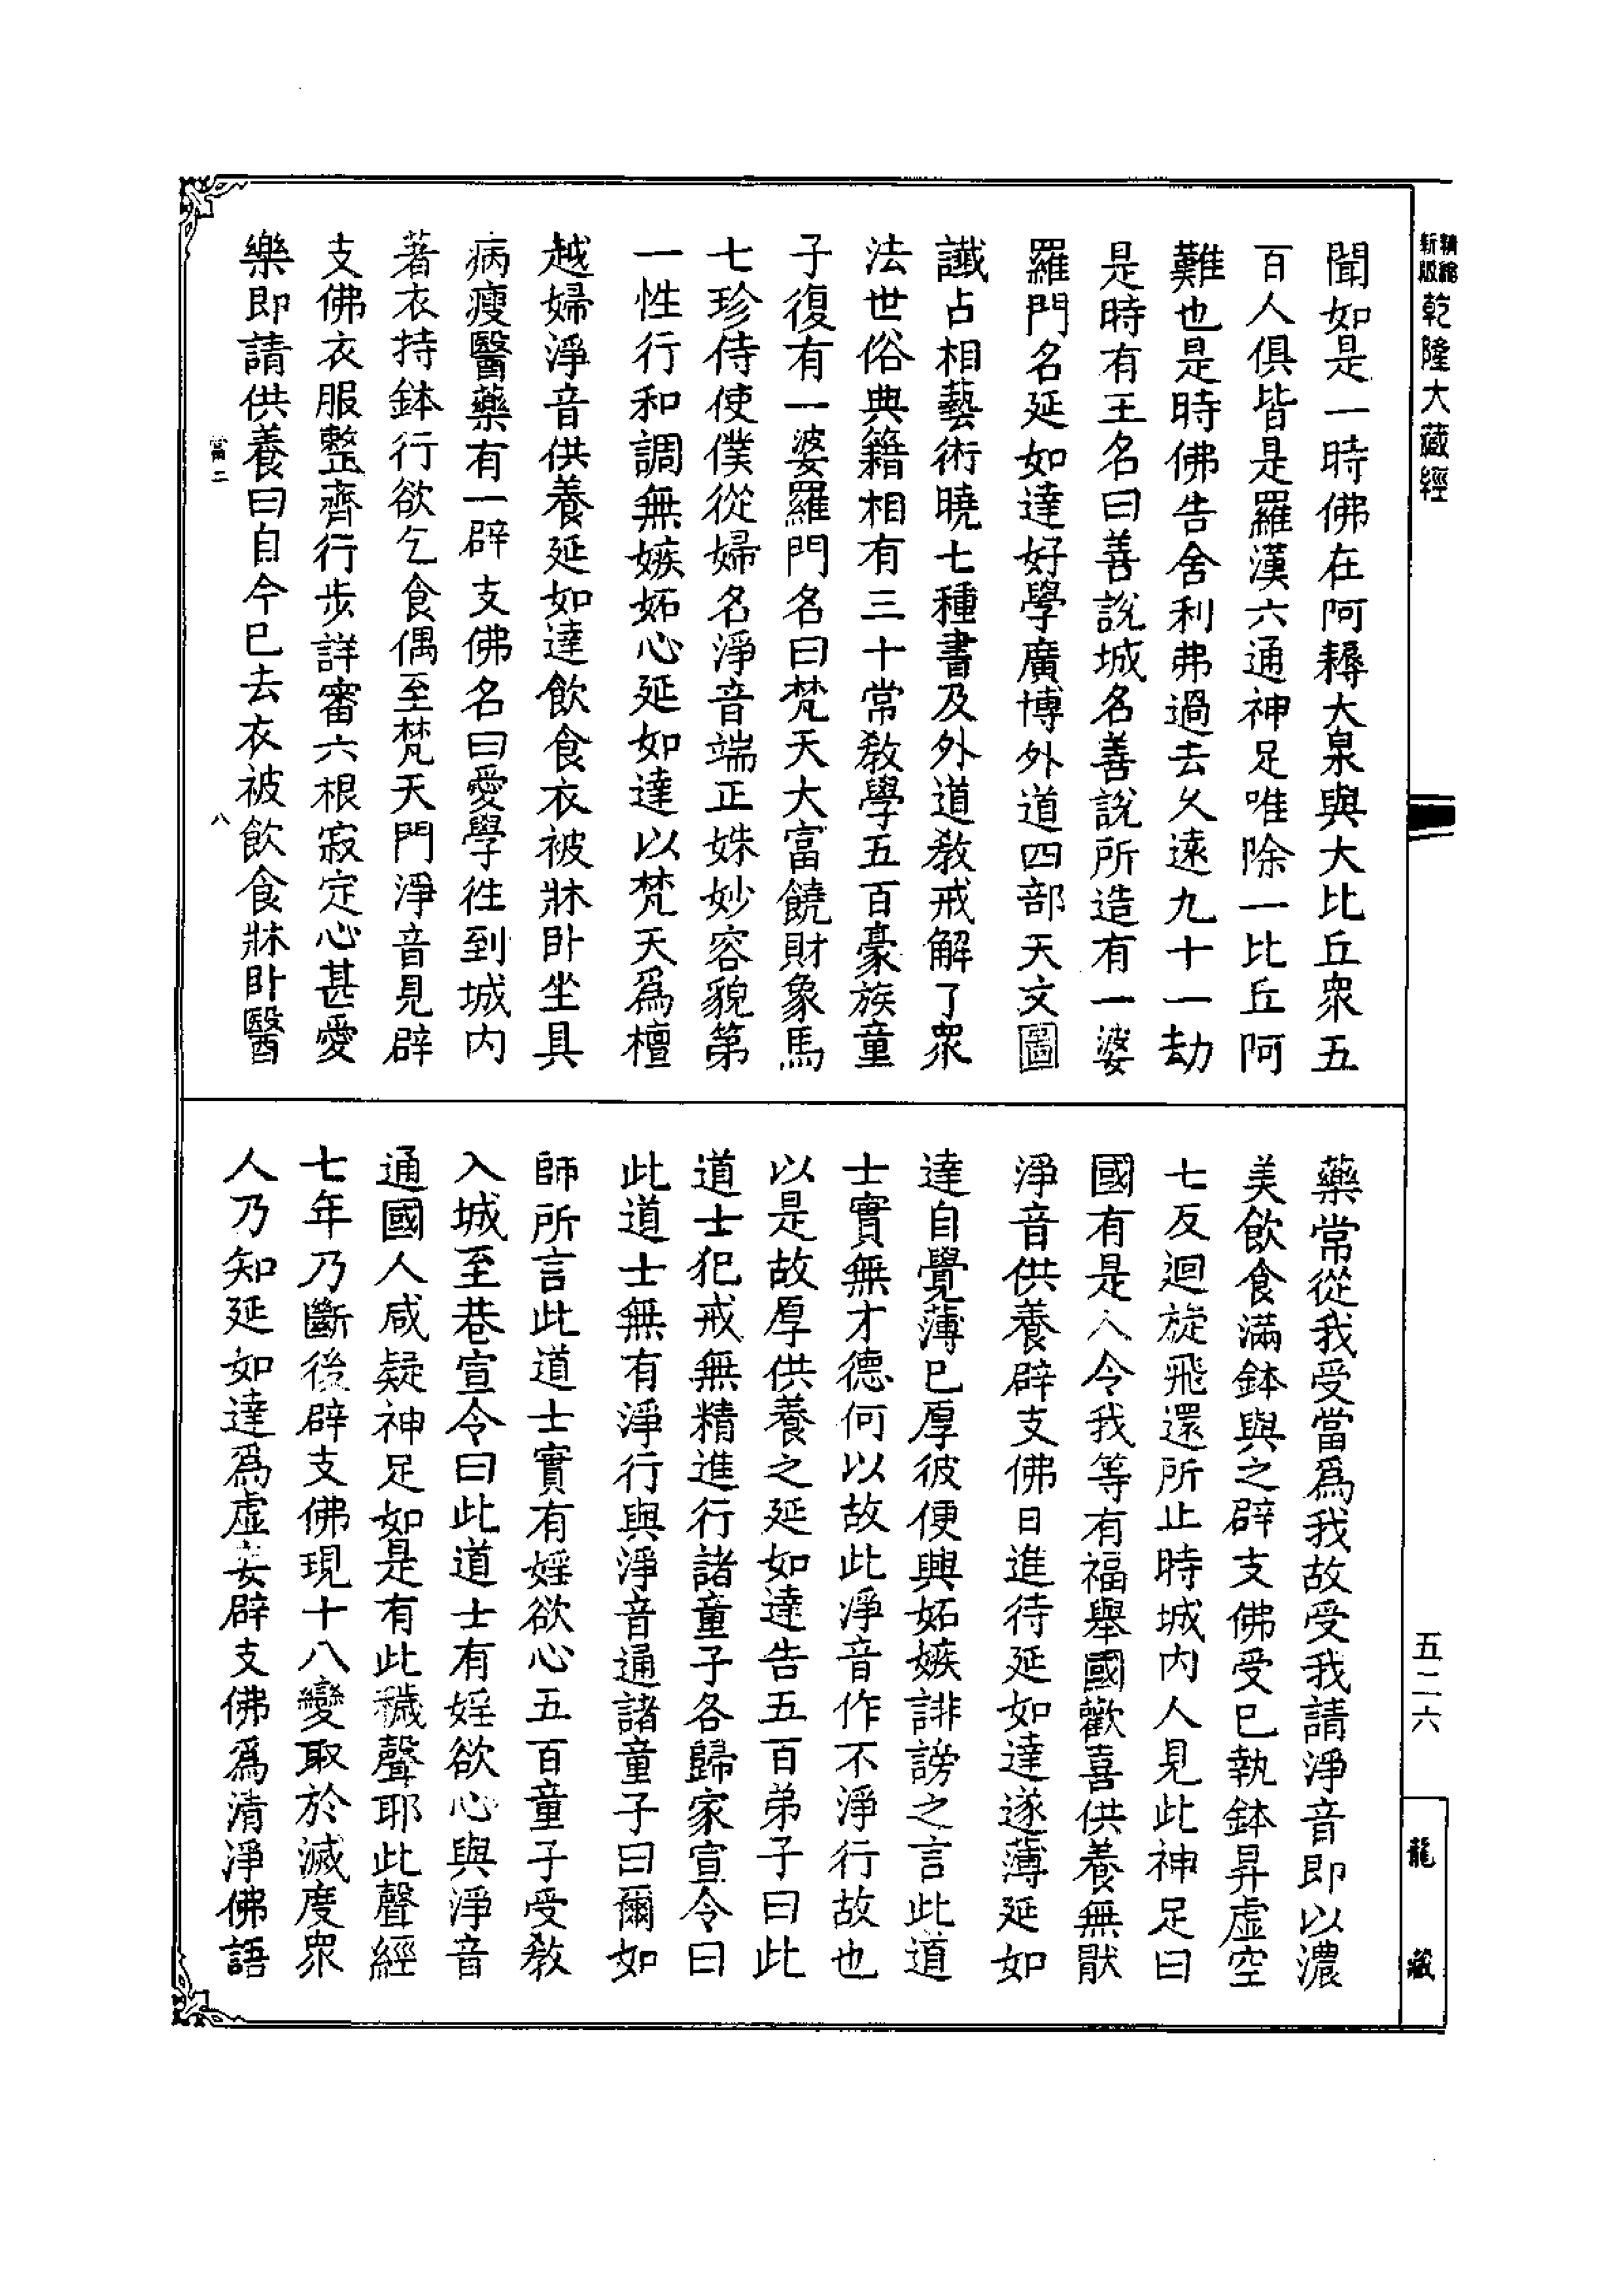 新版精縮乾隆大藏經
聞如是一時佛在阿耨大泉與大比丘眾五
百人俱皆是羅漢六通神足唯除一比丘阿
難也是時佛告舍利弗過去久遠九十一劫
是時有王名曰善說城名善說所造有一婆
羅門名延如達好學廣博外道四部天文圖
讖占相藝術曉七種書及外道教戒解了眾
法世俗典籍相有三十常教學五百豪族童
子復有一婆羅門名曰梵天大富饒財象馬
七珍侍使僕從婦名淨音端正姝妙容貌第
一性行和調無嫉妬心延如達以梵天爲檀
越婦淨音供養延如達飲食衣被牀卧坐具
病瘦醫藥有一辟支佛名曰愛學往到城內
著衣持鉢行欲乞食偶至梵天門淨音見辟
支佛衣服整齊行步詳審六根寂定心甚愛
樂即請供養曰自今已去衣被飲食牀卧醫
當二
八
藥常從我受當爲我故受我請淨音即以濃
美飲食滿鉢與之辟支佛受已執鉢昇虛空
七反迴旋飛還所止時城內人見此神足曰
國有是人令我等有福舉國歡喜供養無厭
淨音供養辟支佛日進待延如達遂薄延如
達自覺薄已厚彼便興妬嫉誹謗之言此道
士實無才德何以故此淨音作不淨行故也
以是故厚供養之延如達告五百弟子曰此
道士犯戒無精進行諸童子各歸家宣令曰
此道士無有淨行與淨音通諸童子曰爾如
師所言此道士實有婬欲心五百童子受教
入城至巷宣令曰此道士有婬欲心與淨音
通國人咸疑神足如是有此穢聲耶此聲經
七年乃斷後辟支佛現十八變取於滅度眾
人乃知延如達爲虛妄辟支佛爲清淨佛語
五二六
龍藏